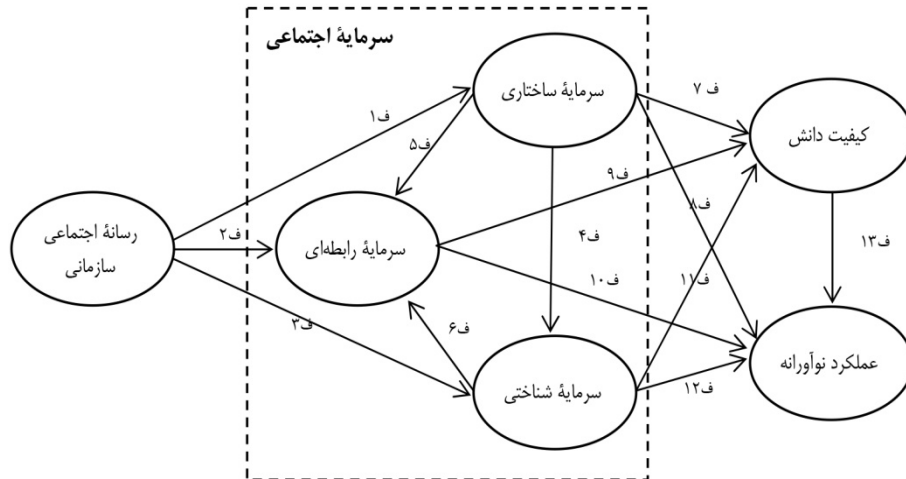 سرمایهٔ اجتماعی
سرمایهٔ ساختاری
کیفیت دانش
رسانهٔ اجتماعی
سازمانی
سرمایهٔ رابطه‌ای
سرمایهٔ شناختی
عملکرد نوآورانه
ف۱
ف۲
ف۳
ف۴
ف۵
ف۶
ف ۷
ف۸
ف۹
ف۱۰
ف۱۱
ف۱۲
ف۱۳